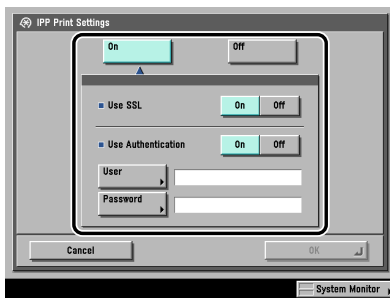 IPP Print Settings
On Off
Use SSL On Off
Use Authentication On Off
User
Password
Cancel OK
System Monitor